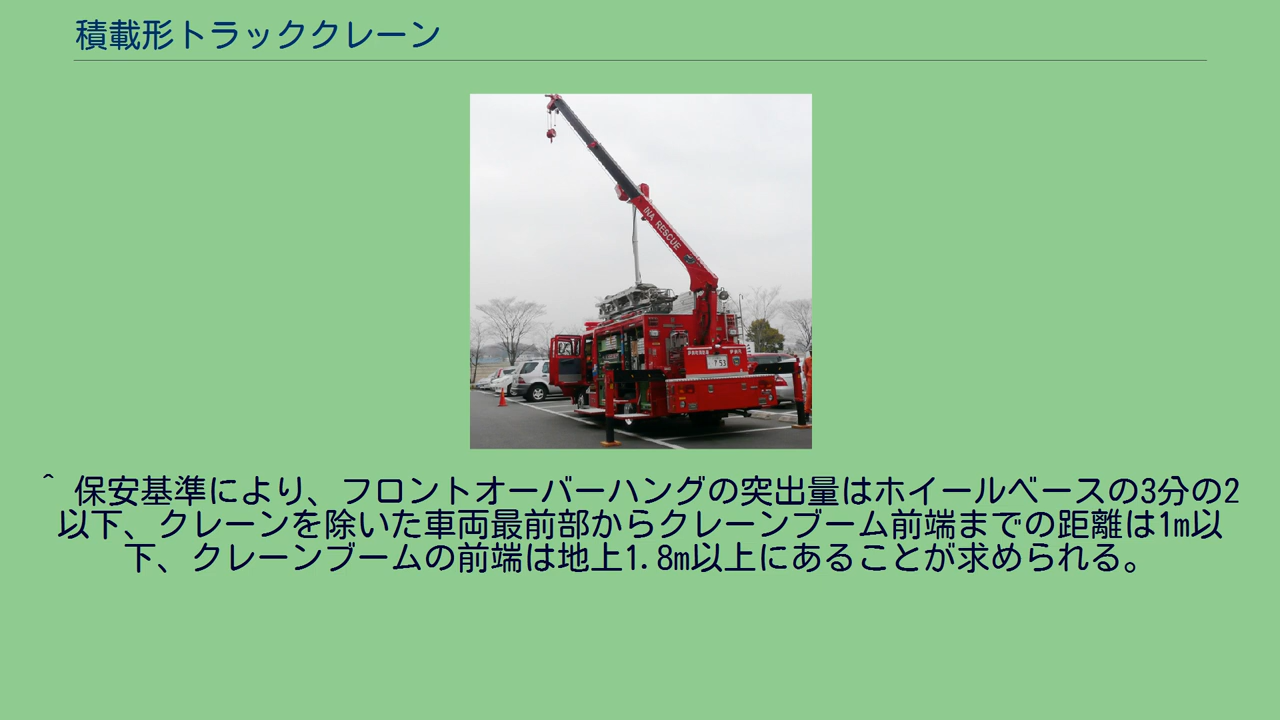 積載形トラッククレーン
INA RESCUE
7 53
^ 保安基準により、フロントオーバーハングの突出量はホイールベースの3分の2
以下、クレーンを除いた車両最前部からクレーンブーム前端までの距離は1m以
下、クレーンブームの前端は地上1.8m以上にあることが求められる。